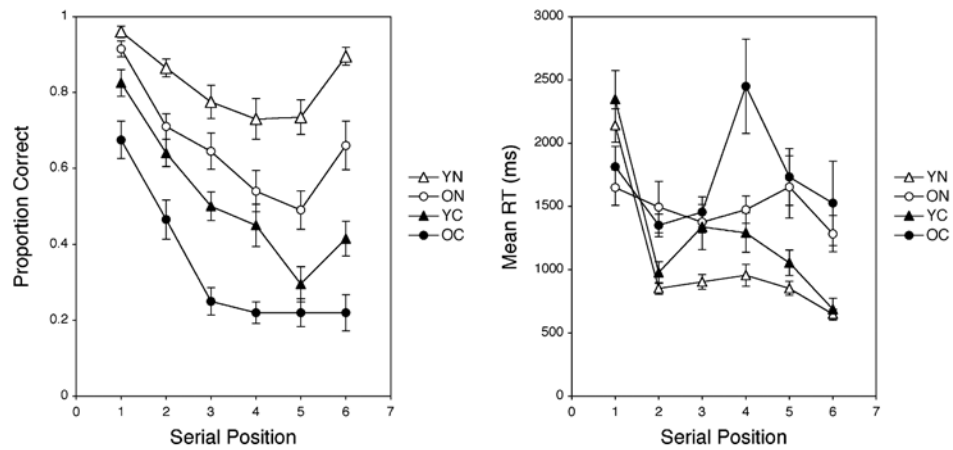 Proportion Correct
1
0.8
0.6
0.4
0.2
0
0 1 2 3 4 5 6 7
Serial Position
YN
ON
YC
OC
Mean RT (ms)
3000
2500
2000
1500
1000
500
0
0 1 2 3 4 5 6 7
Serial Position
YN
ON
YC
OC